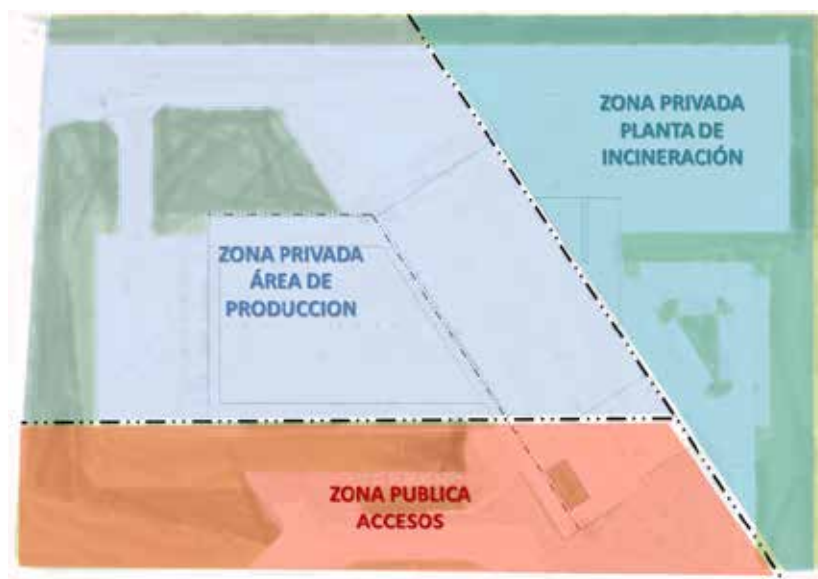 ZONA PRIVADA
PLANTA DE
INCINERACIÓN
ZONA PRIVADA
ÁREA DE
PRODUCCION
ZONA PUBLICA
ACCESOS